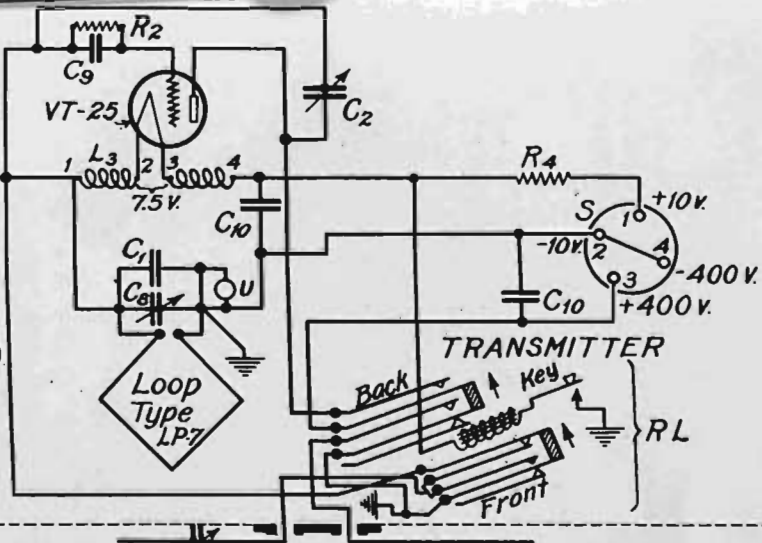 R2
C9
VT-25
C2
1 L3 2 3 4
7.5 V.
R4
+10 V.
S 1
-10 V. 2 4
-400 V.
3
+400 V.
C10
C10
C1
C8
U
TRANSMITTER
Loop
Type
LP-7
Back
Key
RL
Front